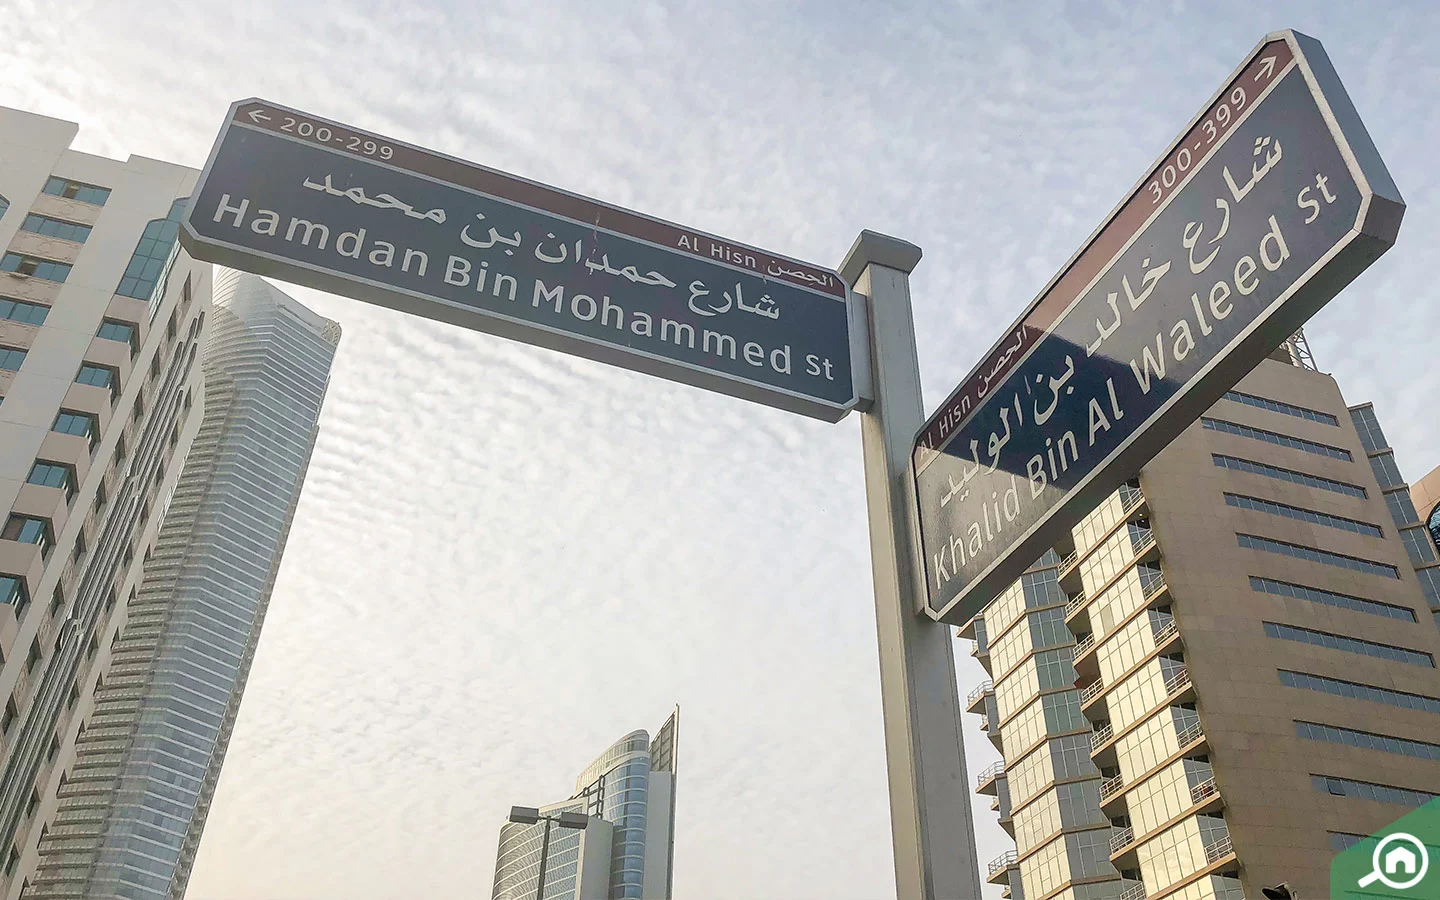 ← 200-299
Al Hisn الحصن
شارع حمدان بن محمد
Hamdan Bin Mohammed St
300-399 →
Al Hisn الحصن
شارع خالد بن الوليد
Khalid Bin Al Waleed St